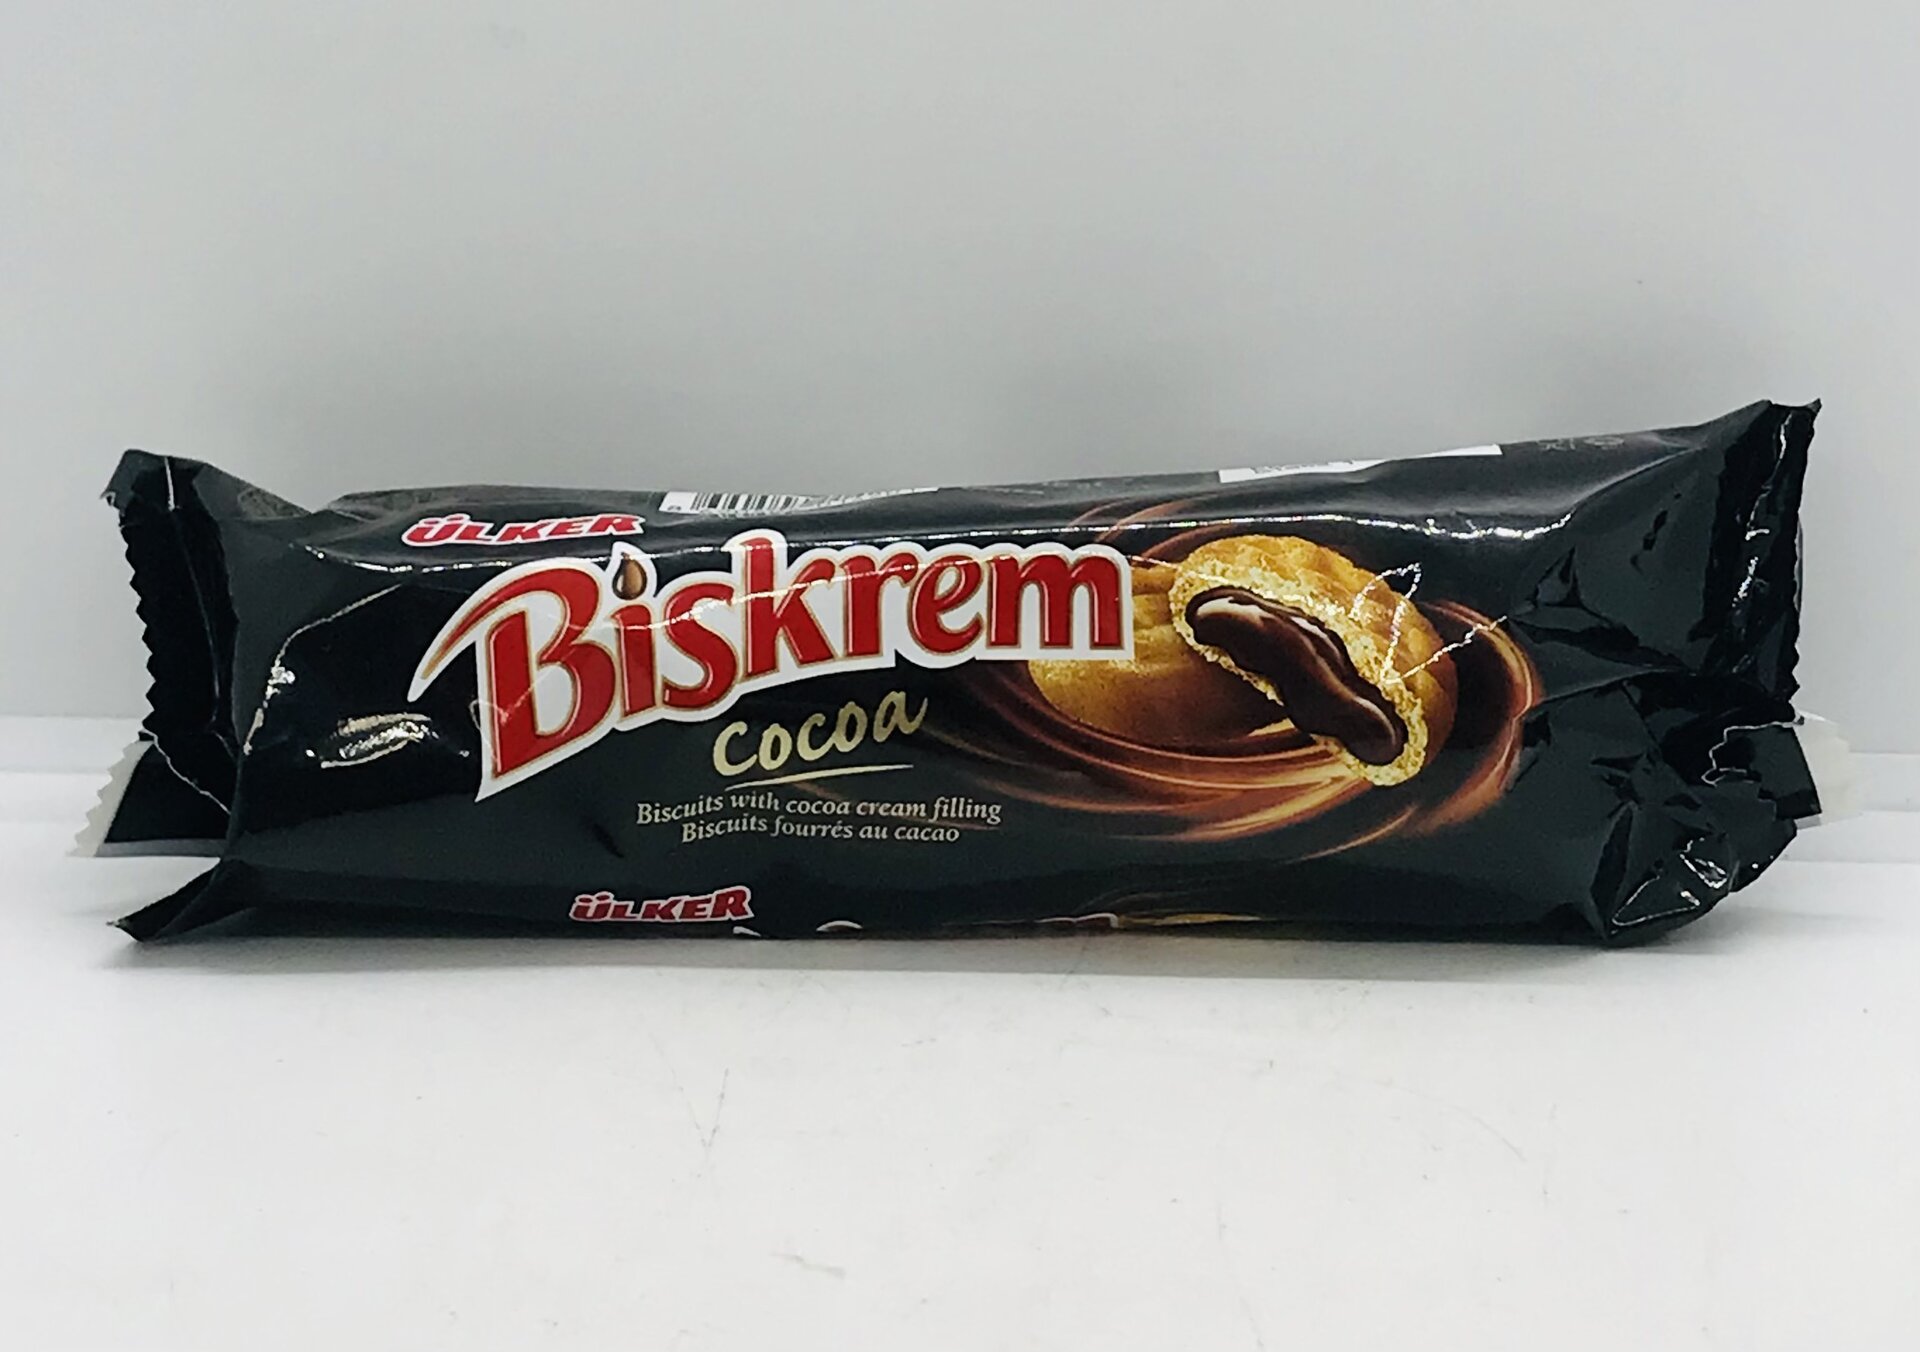 ÜLKER
Biskrem
cocoa
Biscuits with cocoa cream filling
Biscuits fourrés au cacao
ÜLKER